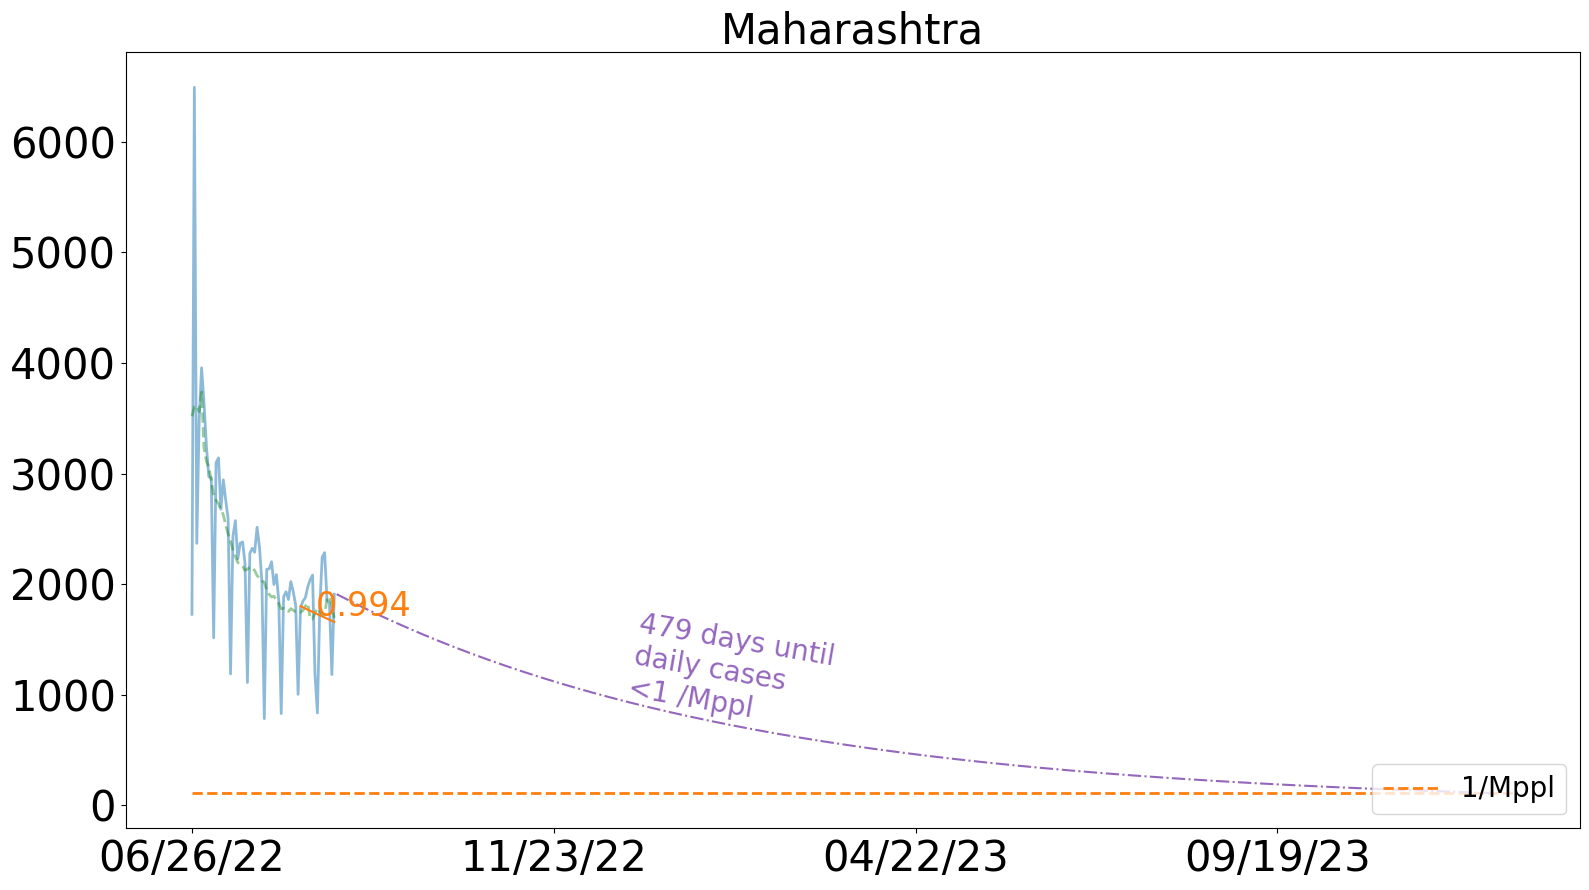 Maharashtra
6000
5000
4000
3000
2000
1000
0
0.994
479 days until
daily cases
<1 /Mppl
1/Mppl
06/26/22
11/23/22
04/22/23
09/19/23